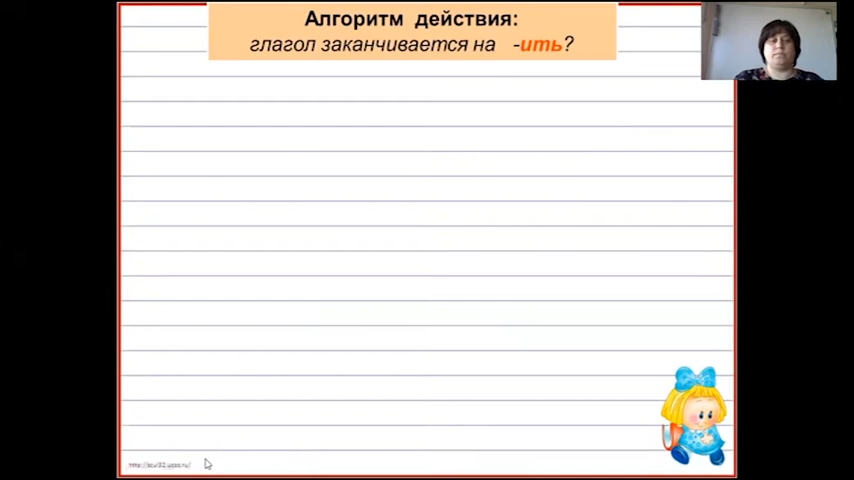 Алгоритм действия:
глагол заканчивается на -ить?